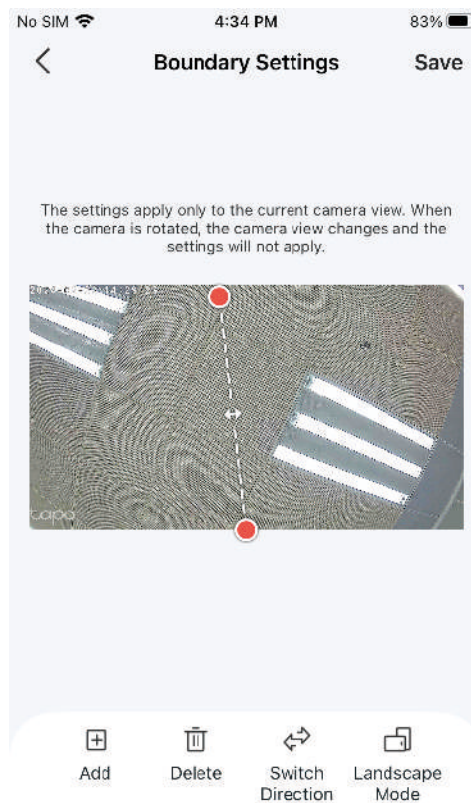 No SIM 4:34 PM 83%
Boundary Settings Save
The settings apply only to the current camera view. When
the camera is rotated, the camera view changes and the
settings will not apply.
tapo
Add Delete Switch Direction Landscape Mode